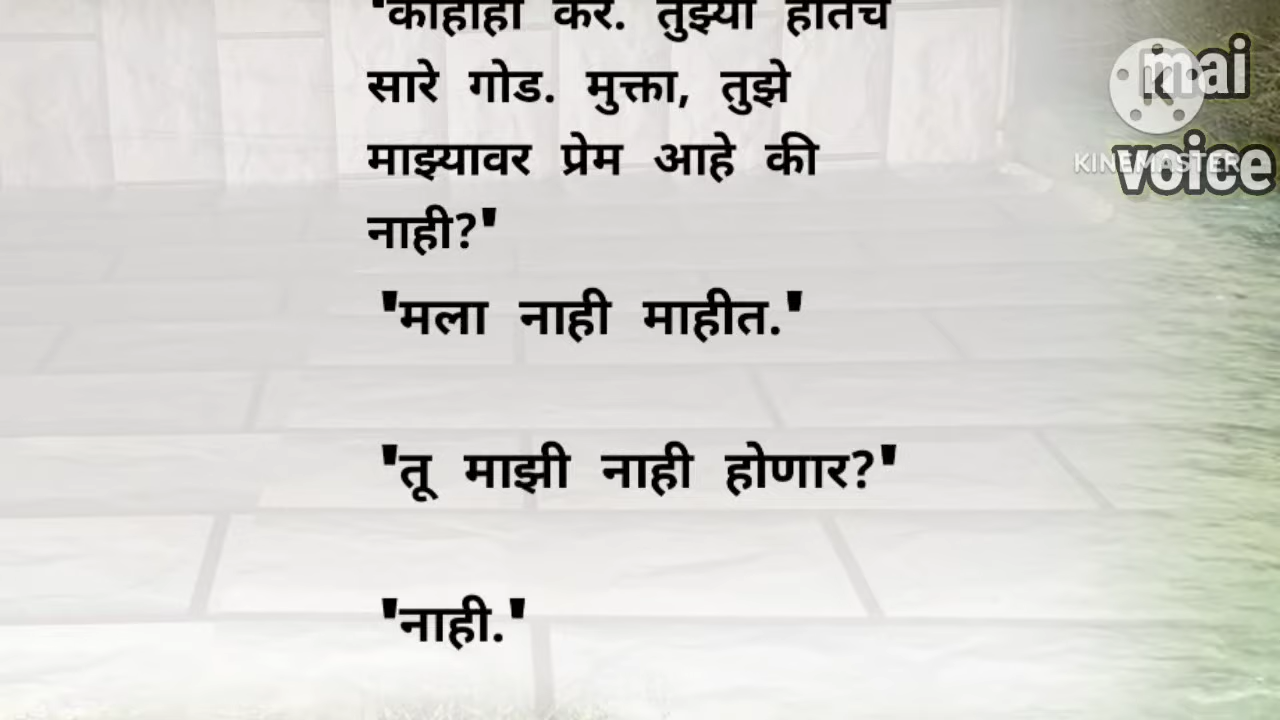 'काहीही कर. तुझ्या हातचे
सारे गोड. मुक्ता, तुझे
माझ्यावर प्रेम आहे की
नाही?'
'मला नाही माहीत.'
'तू माझी नाही होणार?'
'नाही.'
mai
voice
KINEMASTER